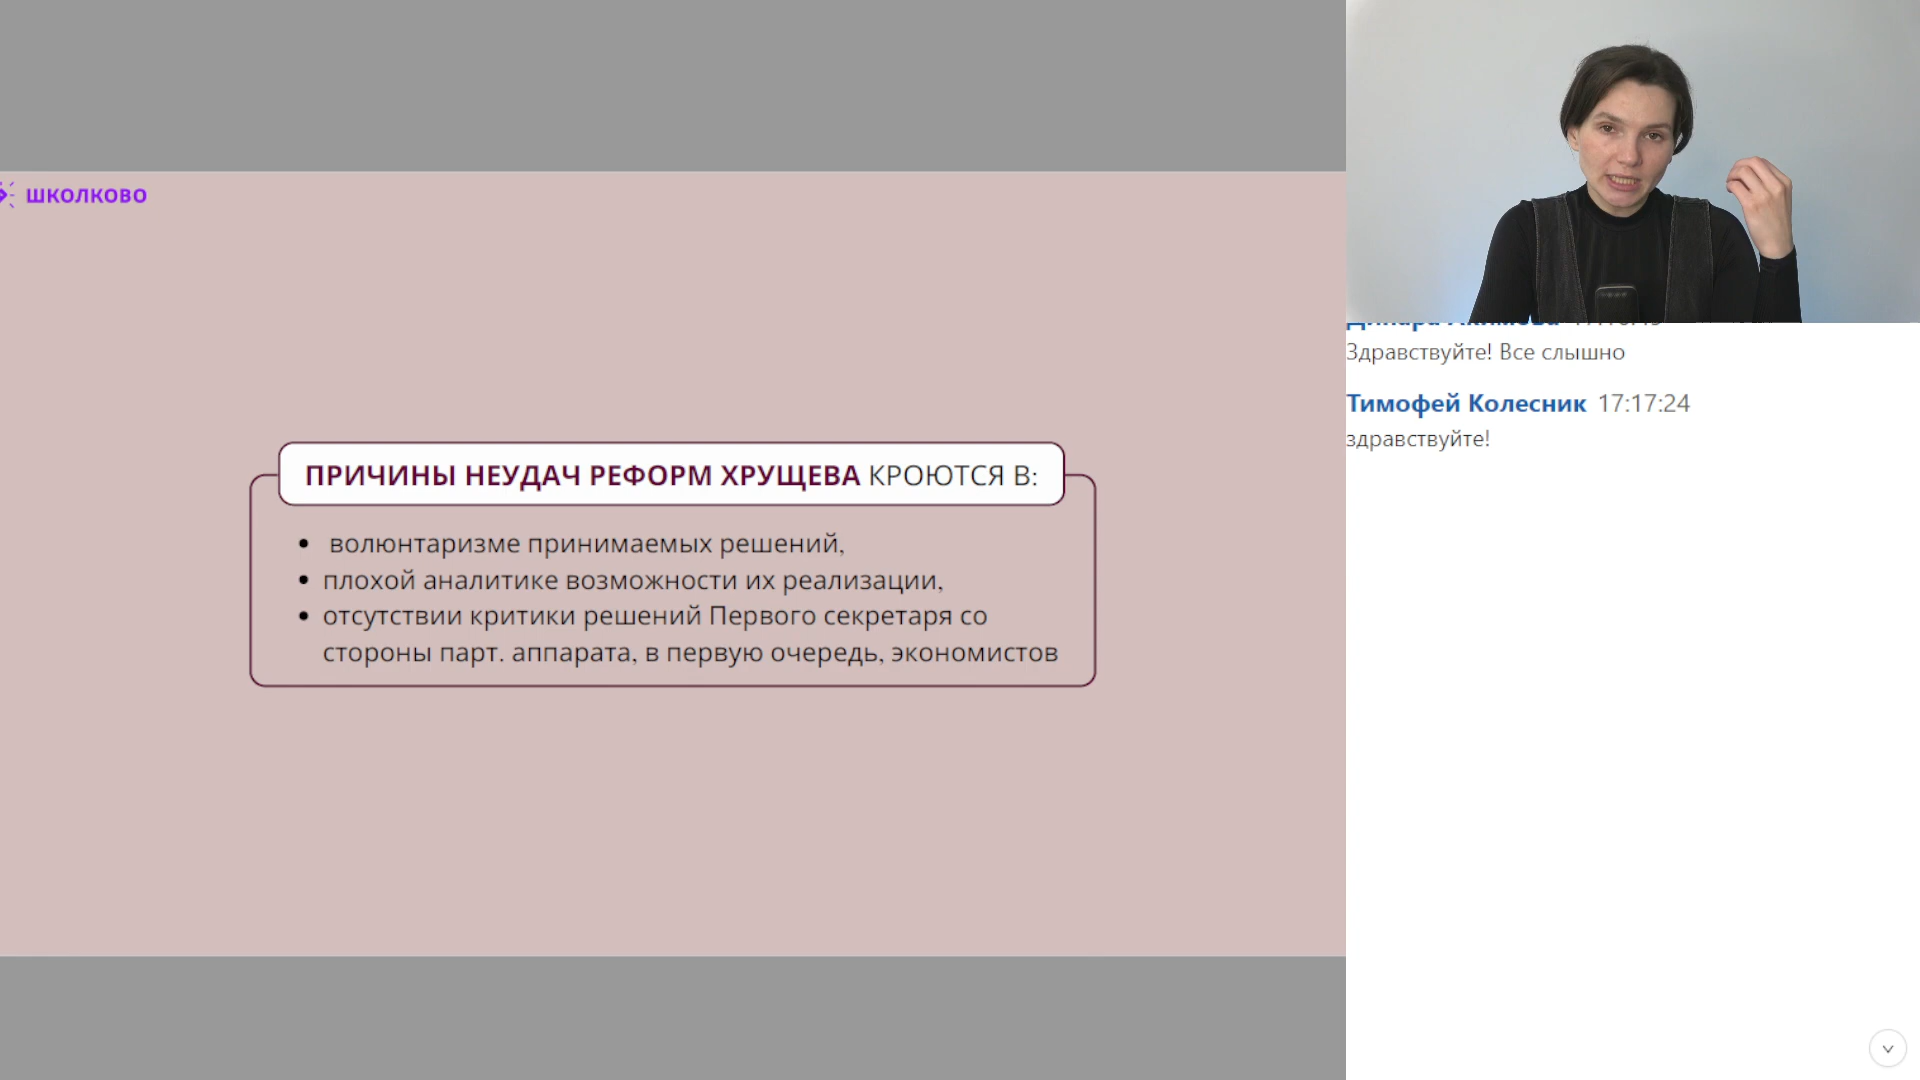 ШКОЛКОВО
ПРИЧИНЫ НЕУДАЧ РЕФОРМ ХРУЩЕВА КРОЮТСЯ В:
• волюнтаризме принимаемых решений,
• плохой аналитике возможности их реализации,
• отсутствии критики решений Первого секретаря со
стороны парт. аппарата, в первую очередь, экономистов
Здравствуйте! Все слышно
Тимофей Колесник 17:17:24
здравствуйте!